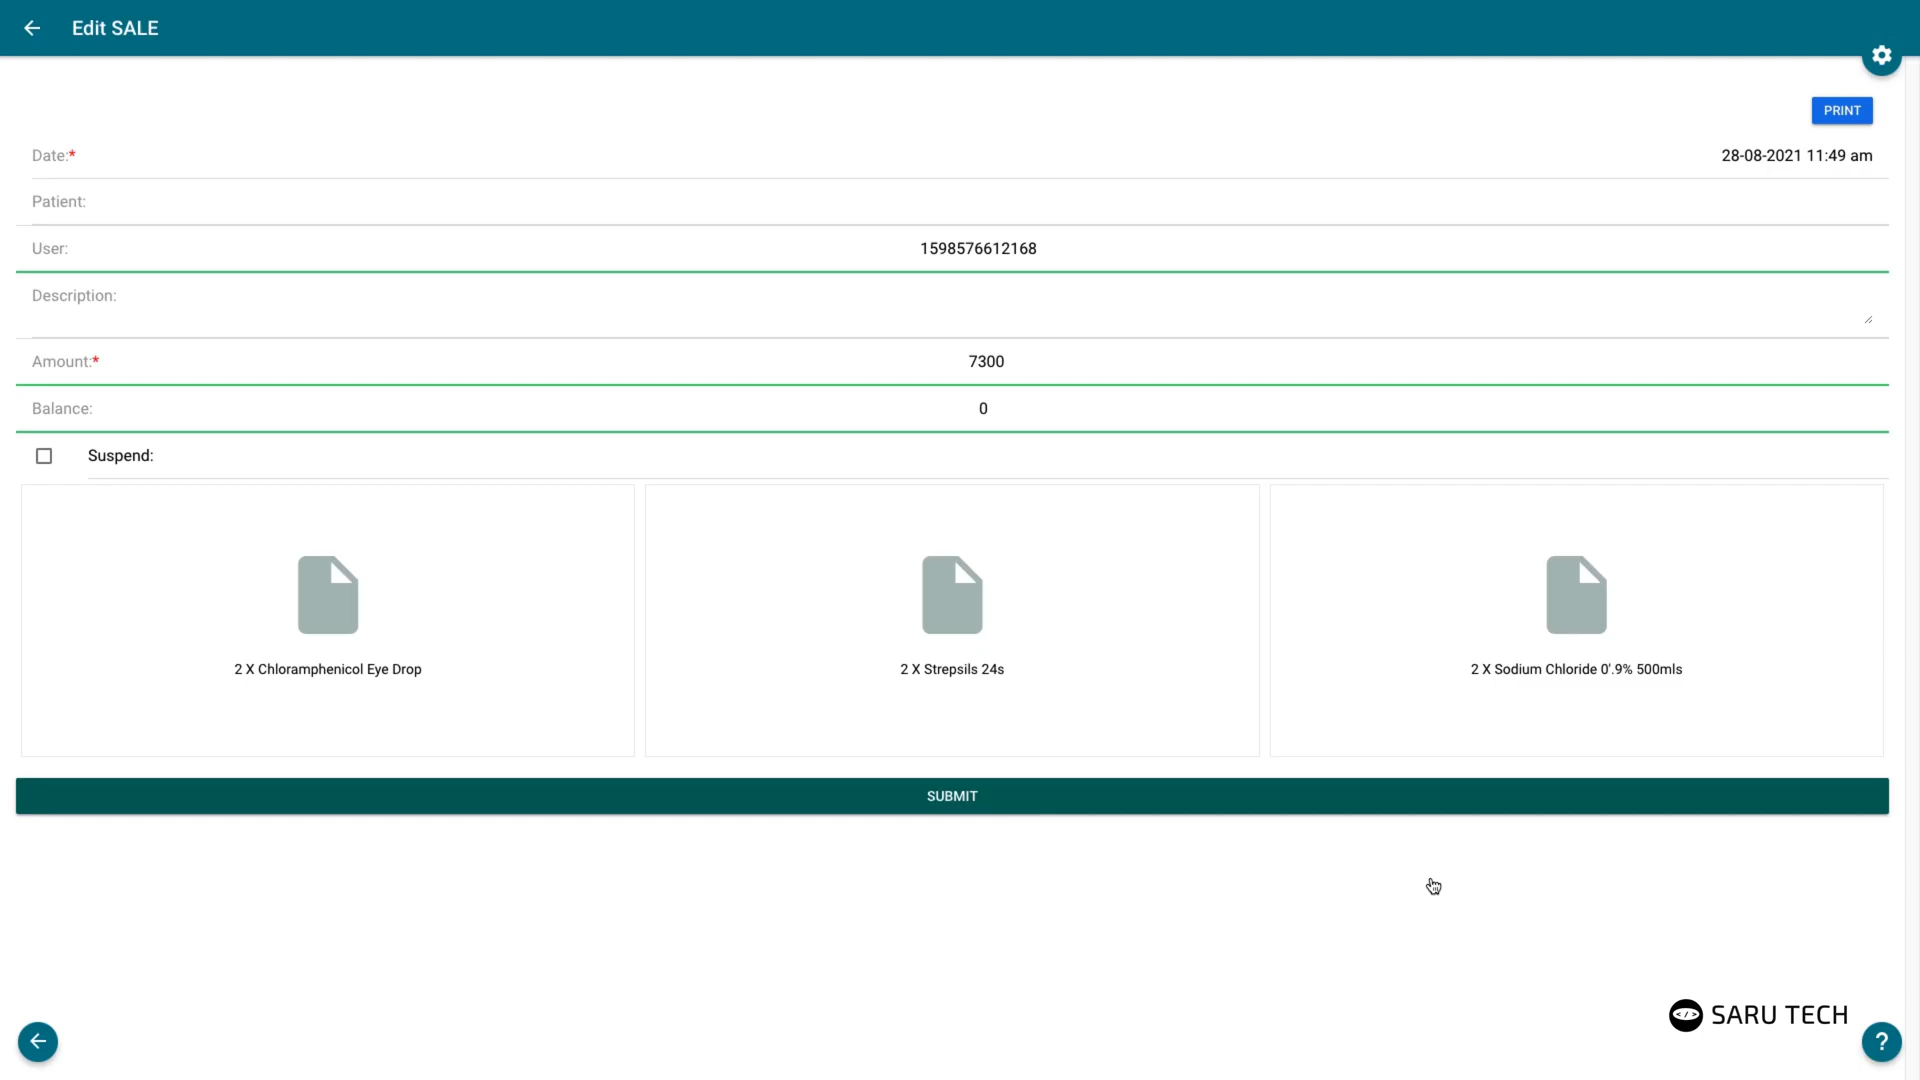 Edit SALE
PRINT
Date:*
28-08-2021 11:49 am
Patient:
User:
1598576612168
Description:
Amount:*
7300
Balance:
0
Suspend:
2 X Chloramphenicol Eye Drop
2 X Strepsils 24s
2 X Sodium Chloride 0'.9% 500mls
SUBMIT
</> SARU TECH
?